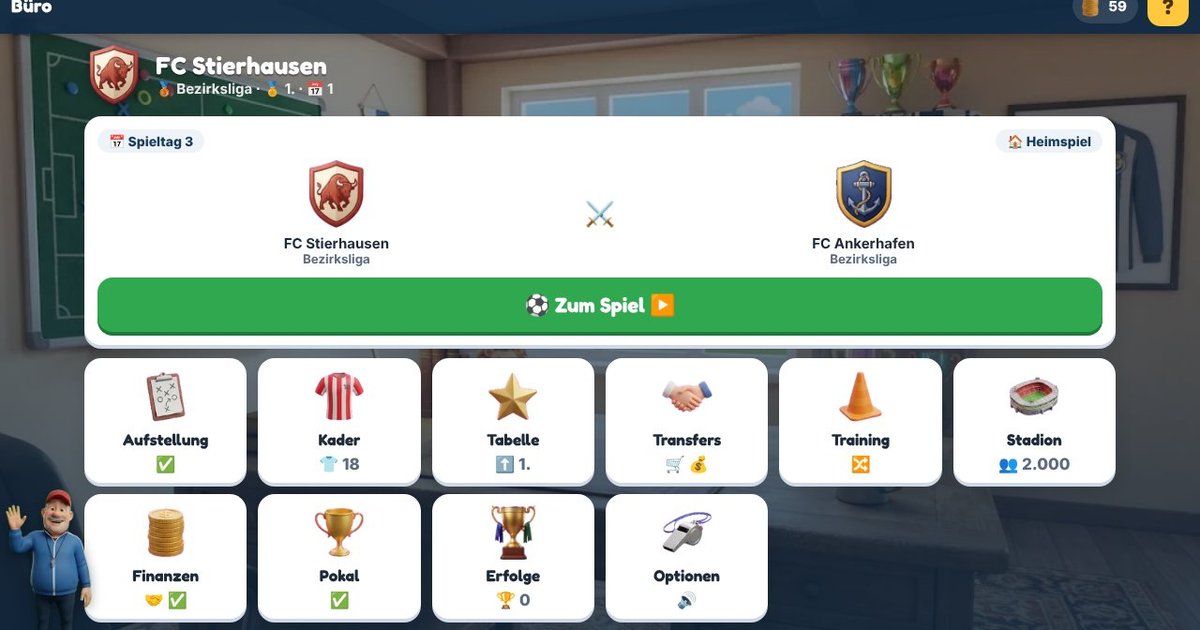 Büro
59
?
FC Stierhausen
Bezirksliga · 1. · 1
Spieltag 3
Heimspiel
FC Stierhausen
Bezirksliga
FC Ankerhafen
Bezirksliga
Zum Spiel
Aufstellung
Kader
18
Tabelle
1.
Transfers
Training
Stadion
2.000
Finanzen
Pokal
Erfolge
0
Optionen